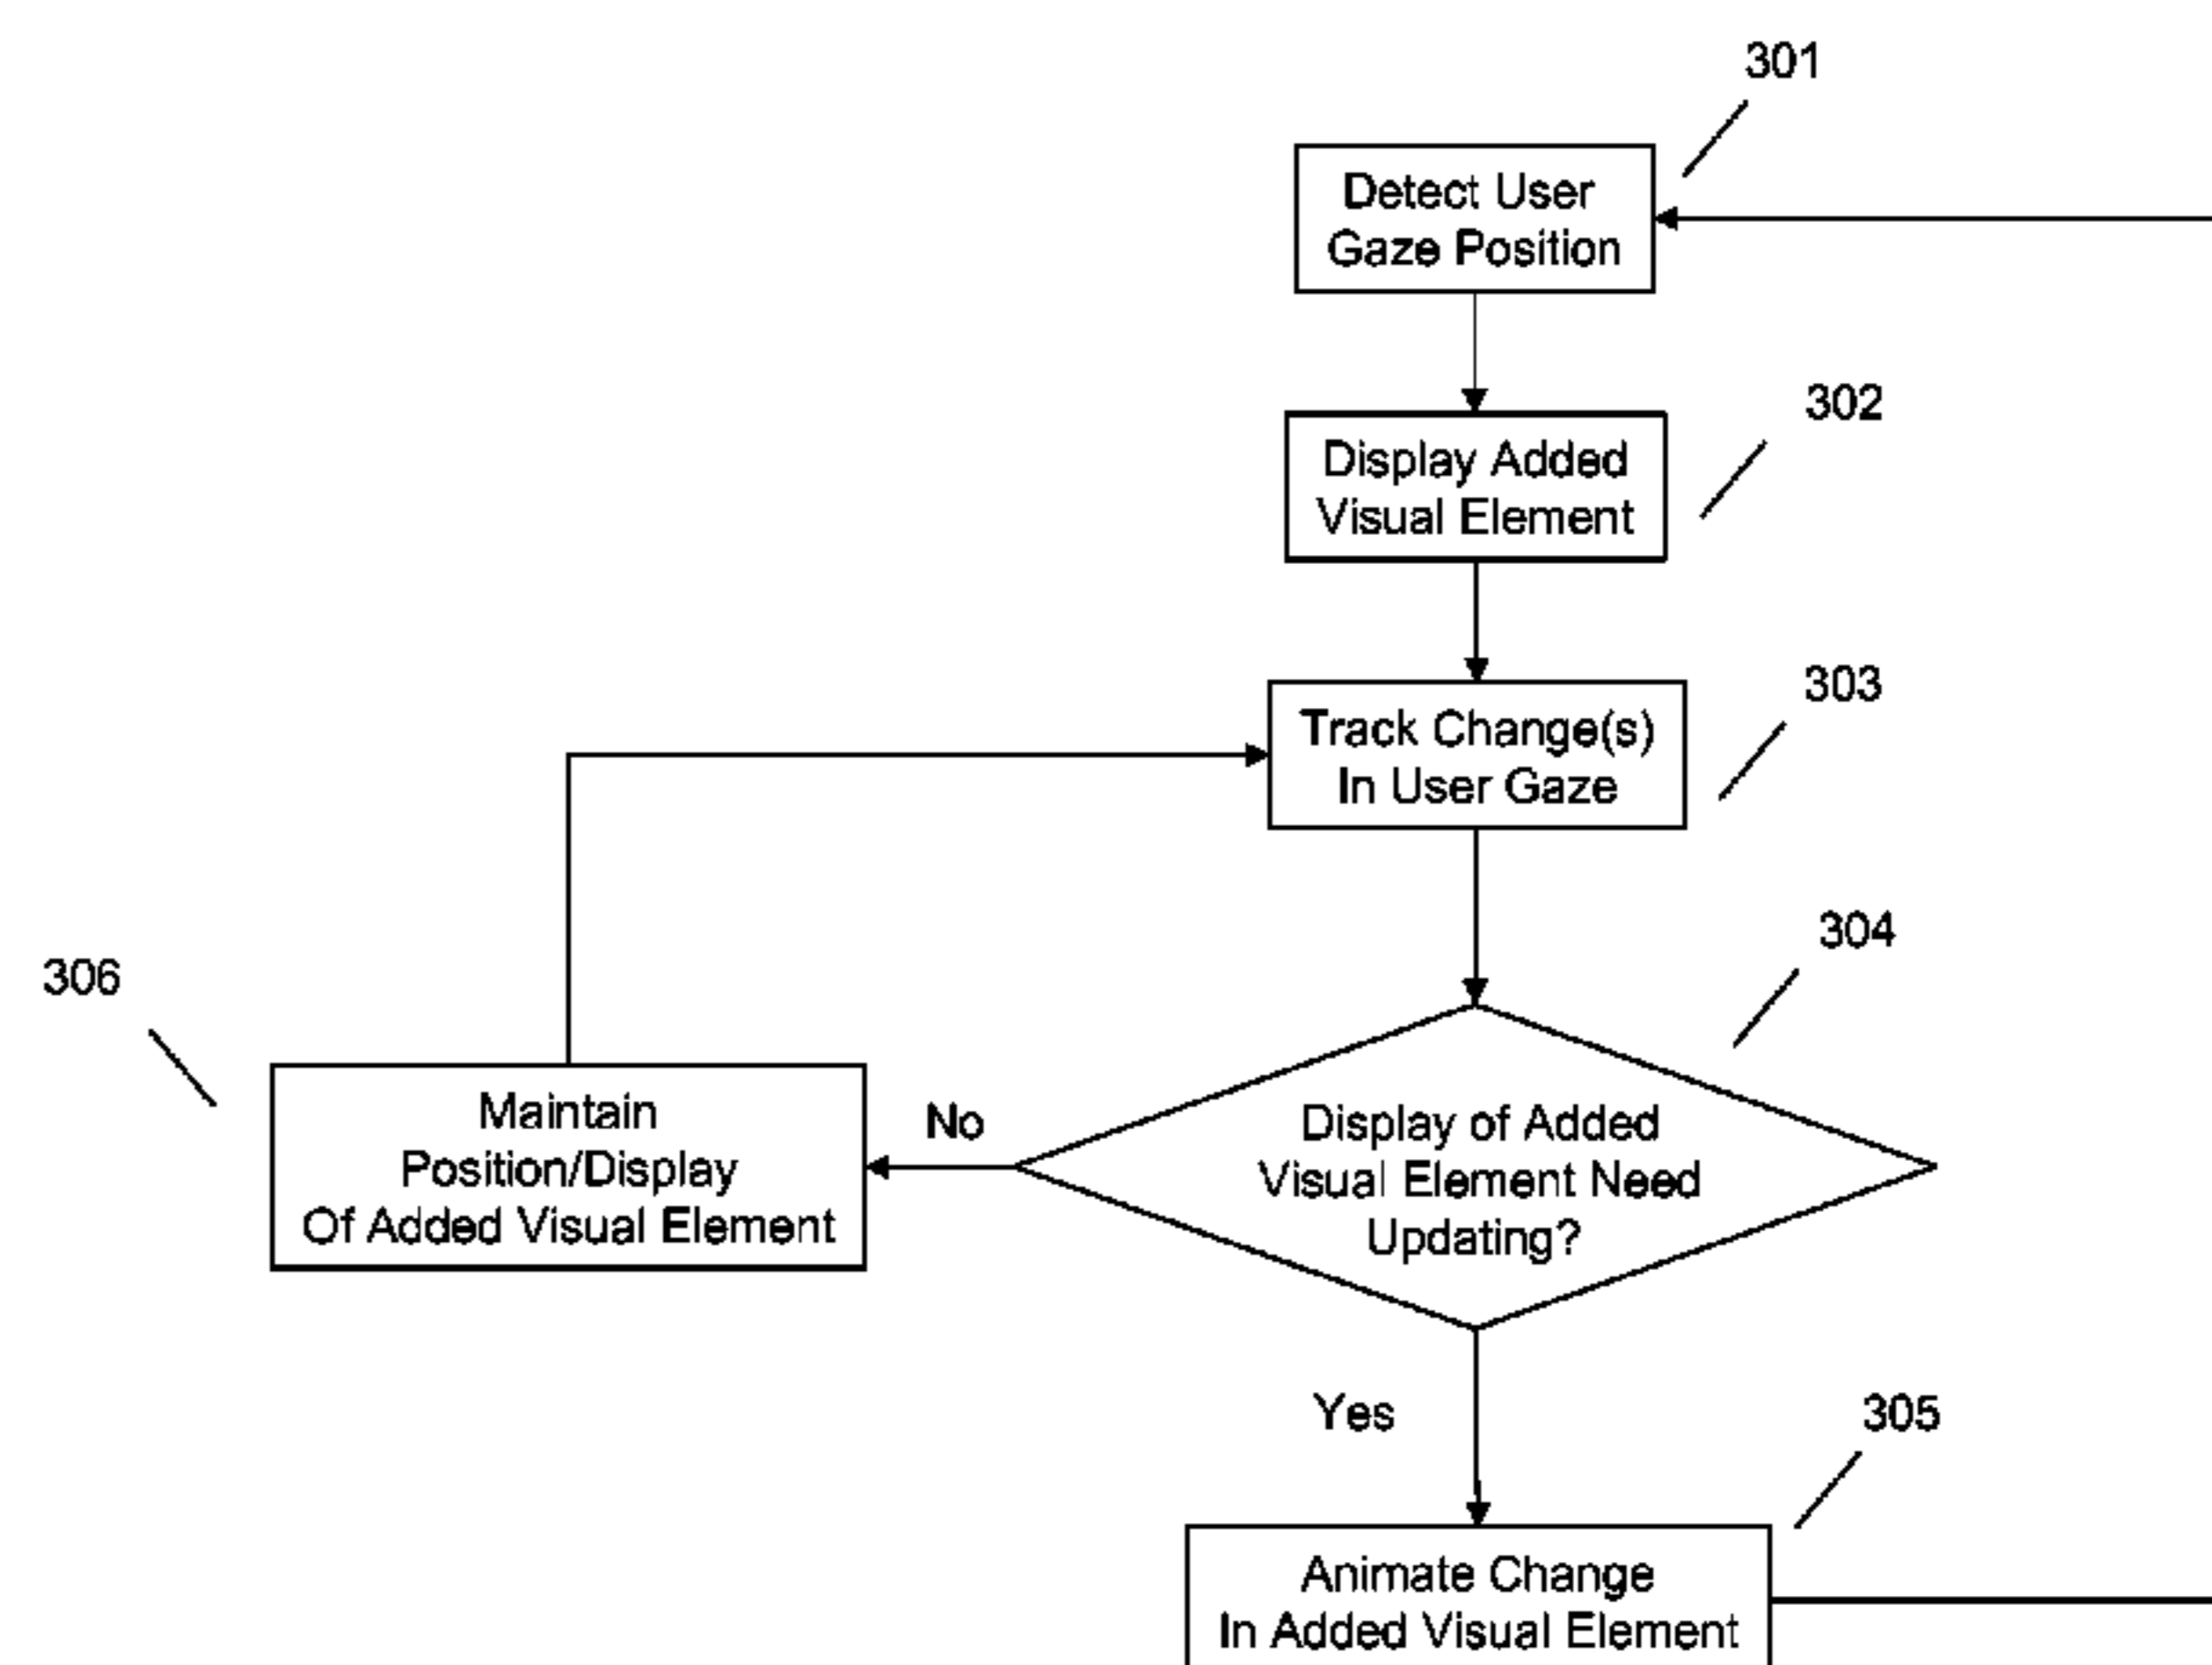 301
Detect User
Gaze Position
302
Display Added
Visual Element
303
Track Change(s)
In User Gaze
304
306
Maintain
Position/Display
Of Added Visual Element
No
Display of Added
Visual Element Need
Updating?
Yes
305
Animate Change
In Added Visual Element